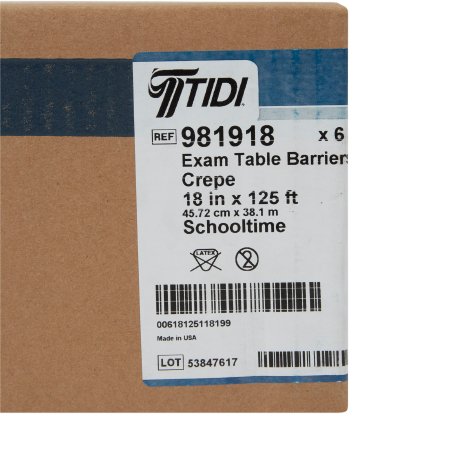 TIDI
REF 981918 x 6
Exam Table Barriers
Crepe
18 in x 125 ft
45.72 cm x 38.1 m
Schooltime
LATEX 2
00618125118199
Made in USA
LOT 53847617